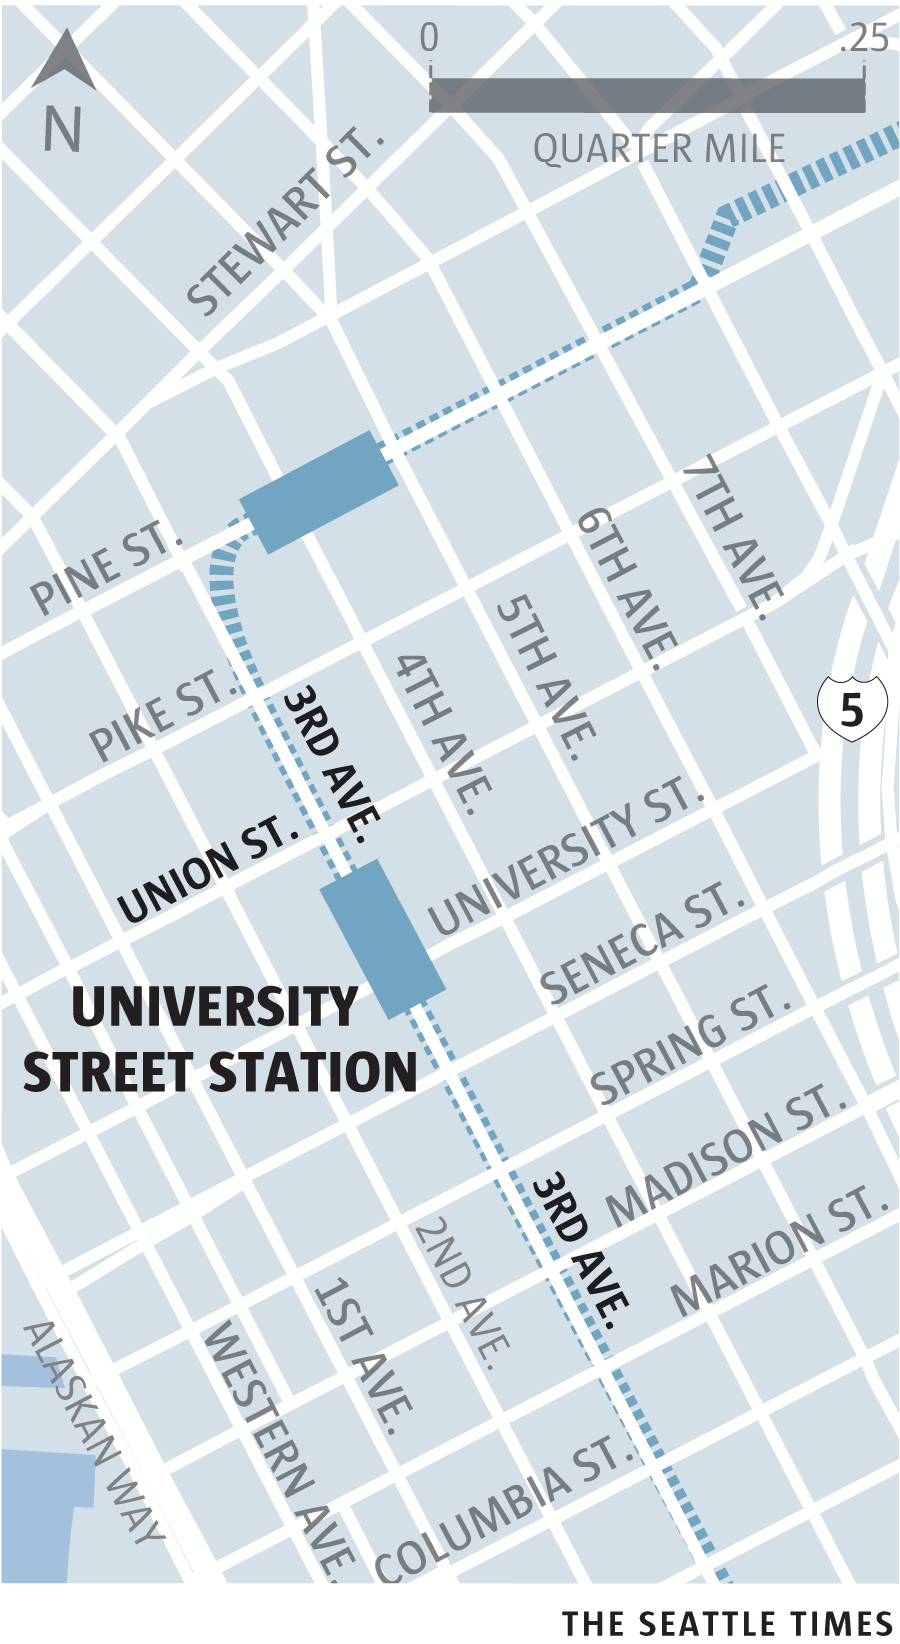 0
.25
QUARTER MILE
N
STEWART ST.
PINE ST.
7TH AVE.
6TH AVE.
5TH AVE.
4TH AVE.
PIKE ST.
3RD AVE.
5
UNION ST.
UNIVERSITY ST.
SENECA ST.
UNIVERSITY
STREET STATION
SPRING ST.
MADISON ST.
3RD AVE.
MARION ST.
2ND AVE.
1ST AVE.
WESTERN AVE.
ALASKAN WAY
COLUMBIA ST.
THE SEATTLE TIMES